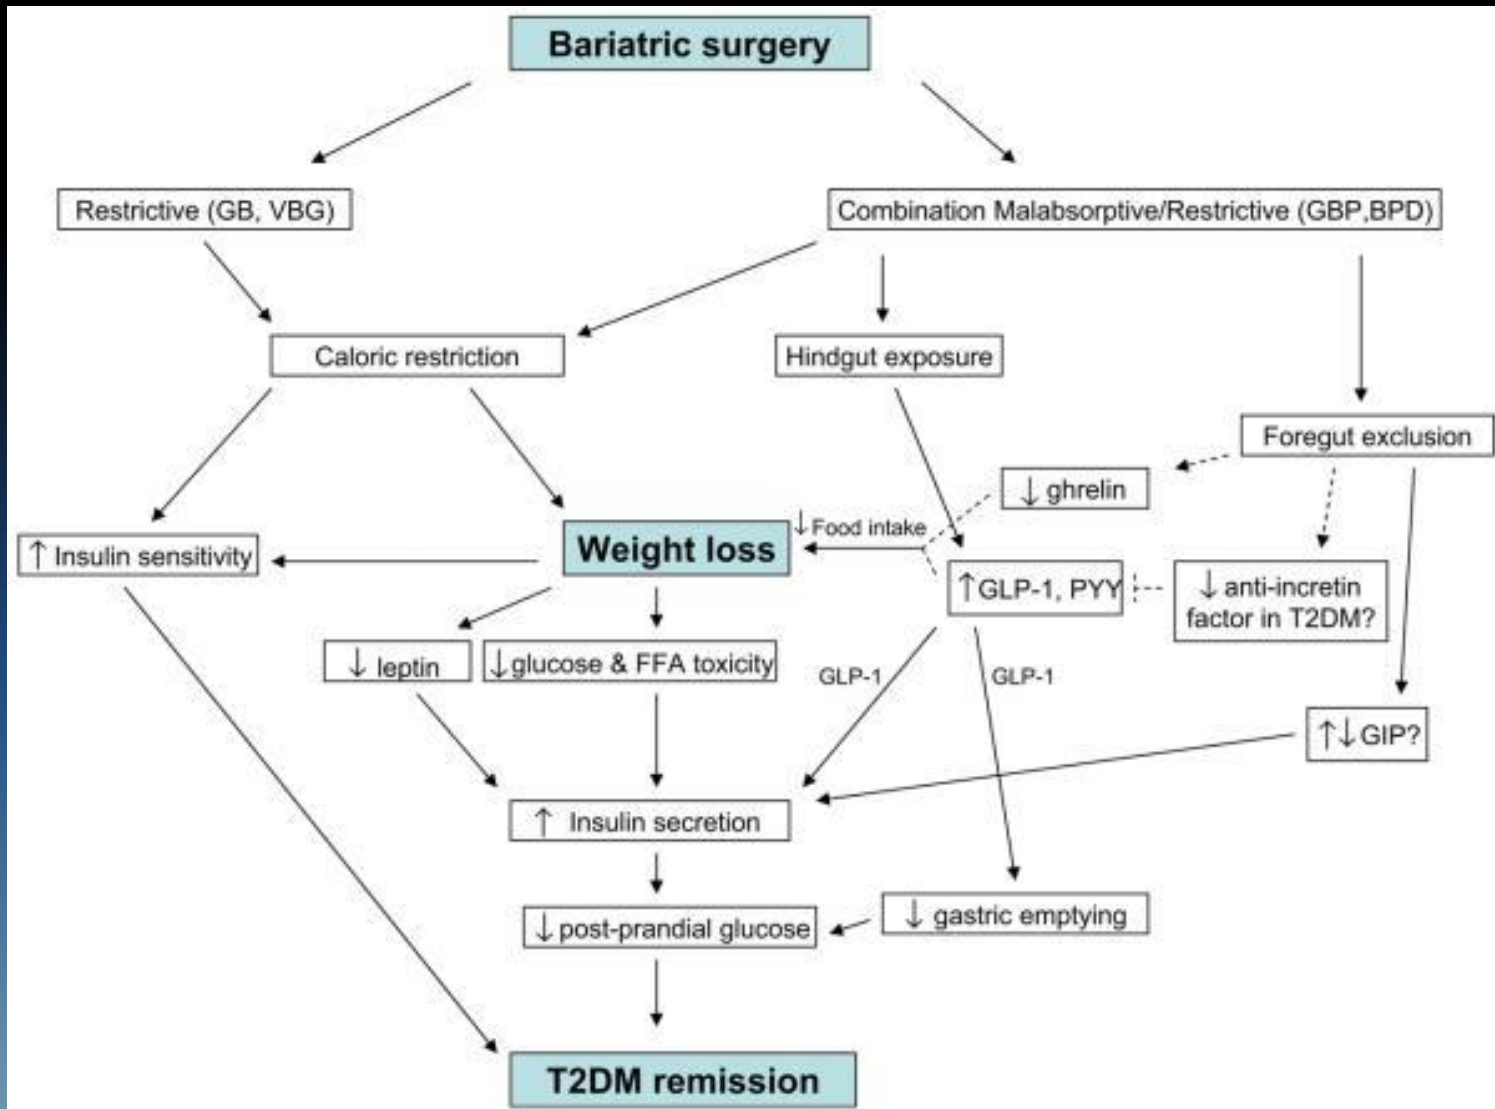 Bariatric surgery
Restrictive (GB, VBG)
Combination Malabsorptive/Restrictive (GBP,BPD)
Caloric restriction
Hindgut exposure
Foregut exclusion
↓ ghrelin
↓ Food intake
↑ Insulin sensitivity
Weight loss
↑ GLP-1, PYY
↓ anti-incretin
factor in T2DM?
↓ leptin
↓ glucose & FFA toxicity
GLP-1
GLP-1
↑↓ GIP?
↑ Insulin secretion
↓ post-prandial glucose
↓ gastric emptying
T2DM remission